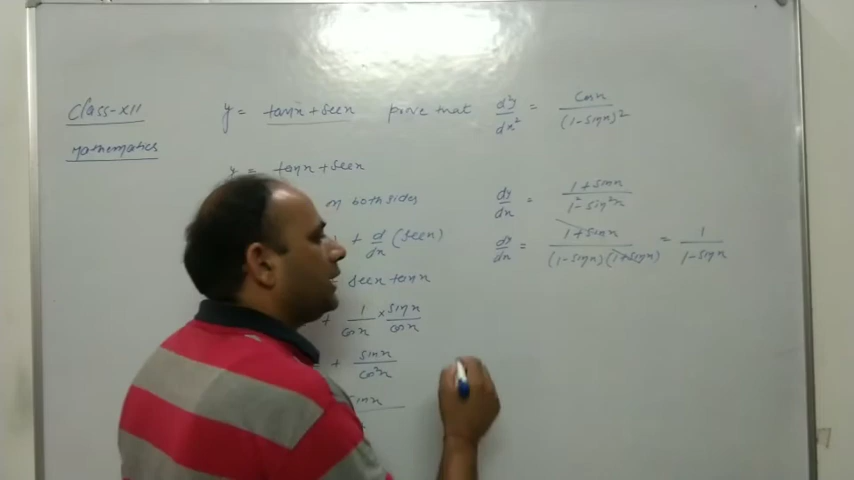 Class-XII
Mathematics
y = tanx + secx prove that d²y/dx² = cosx/(1-sinx)²
y = tanx + secx
on both sides
+ d/dx (secx)
secx tanx
+ 1/cosx × sinx/cosx
+ sinx/cos²x
sinx
dy/dx = 1+sinx/1²-sin²x
dy/dx = 1+sinx/(1-sinx)(1+sinx) = 1/1-sinx